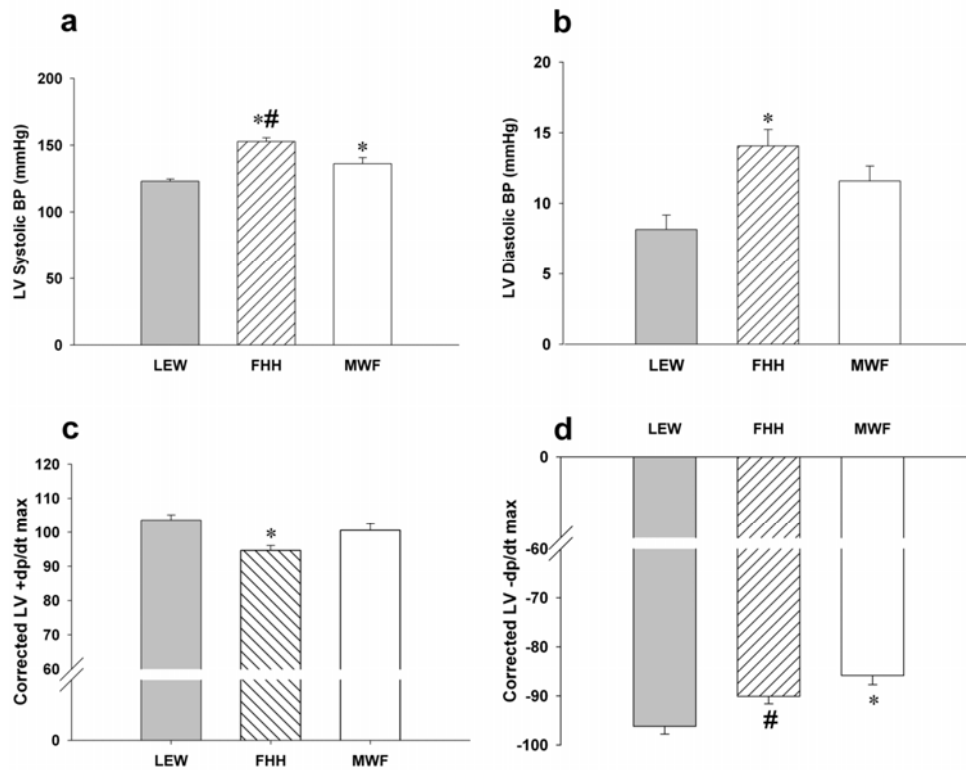 a
LV Systolic BP (mmHg)
200
150
100
50
0
*#
*
LEW FHH MWF
b
LV Diastolic BP (mmHg)
20
15
10
5
0
*
LEW FHH MWF
c
Corrected LV +dp/dt max
120
110
100
90
80
70
60
0
*
LEW FHH MWF
d
LEW FHH MWF
Corrected LV -dp/dt max
0
-60
-70
-80
-90
-100
#
*